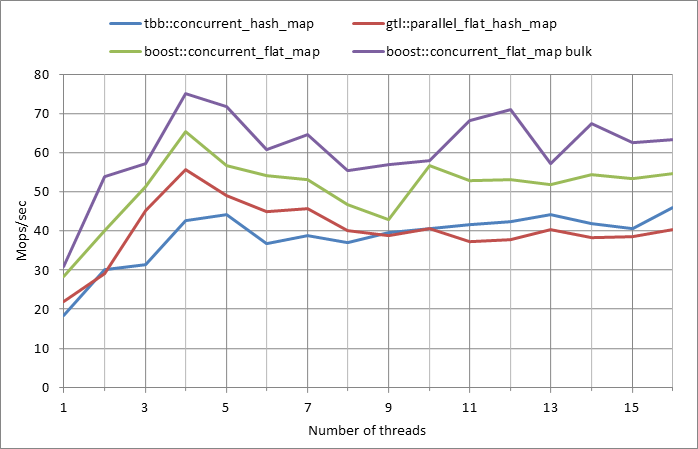 tbb::concurrent_hash_map gtl::parallel_flat_hash_map
boost::concurrent_flat_map boost::concurrent_flat_map bulk
80
70
60
50
40
30
20
10
0
Mops/sec
1 3 5 7 9 11 13 15
Number of threads